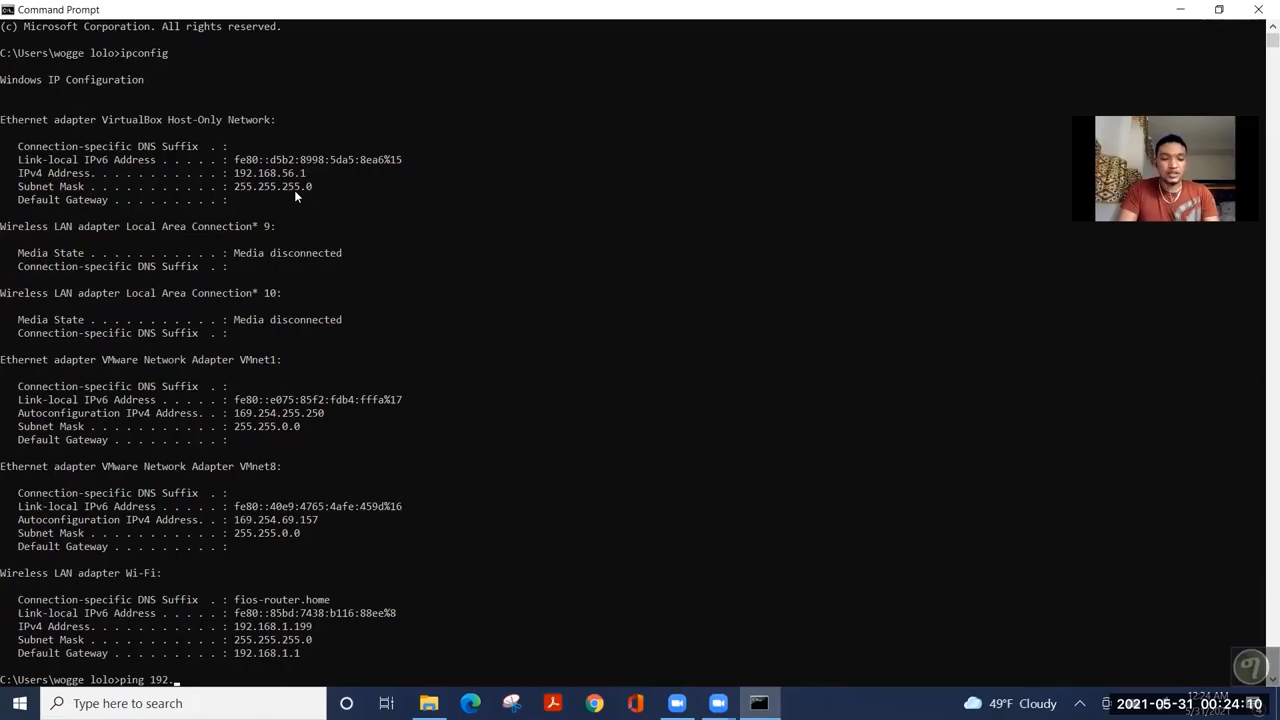 Command Prompt
(c) Microsoft Corporation. All rights reserved.
C:\Users\wogge lolo>ipconfig
Windows IP Configuration
Ethernet adapter VirtualBox Host-Only Network:
Connection-specific DNS Suffix . :
Link-local IPv6 Address . . . . . : fe80::d5b2:8998:5da5:8ea6%15
IPv4 Address. . . . . . . . . . . : 192.168.56.1
Subnet Mask . . . . . . . . . . . : 255.255.255.0
Default Gateway . . . . . . . . . :
Wireless LAN adapter Local Area Connection* 9:
Media State . . . . . . . . . . . : Media disconnected
Connection-specific DNS Suffix . :
Wireless LAN adapter Local Area Connection* 10:
Media State . . . . . . . . . . . : Media disconnected
Connection-specific DNS Suffix . :
Ethernet adapter VMware Network Adapter VMnet1:
Connection-specific DNS Suffix . :
Link-local IPv6 Address . . . . . : fe80::e075:85f2:fdb4:fffa%17
Autoconfiguration IPv4 Address. . : 169.254.255.250
Subnet Mask . . . . . . . . . . . : 255.255.0.0
Default Gateway . . . . . . . . . :
Ethernet adapter VMware Network Adapter VMnet8:
Connection-specific DNS Suffix . :
Link-local IPv6 Address . . . . . : fe80::40e9:4765:4afe:459d%16
Autoconfiguration IPv4 Address. . : 169.254.69.157
Subnet Mask . . . . . . . . . . . : 255.255.0.0
Default Gateway . . . . . . . . . :
Wireless LAN adapter Wi-Fi:
Connection-specific DNS Suffix . : fios-router.home
Link-local IPv6 Address . . . . . : fe80::85bd:7438:b116:88ee%8
IPv4 Address. . . . . . . . . . . : 192.168.1.199
Subnet Mask . . . . . . . . . . . : 255.255.255.0
Default Gateway . . . . . . . . . : 192.168.1.1
C:\Users\wogge lolo>ping 192._
Type here to search
49°F Cloudy
12:24 AM
2021-05-31 00:24:10